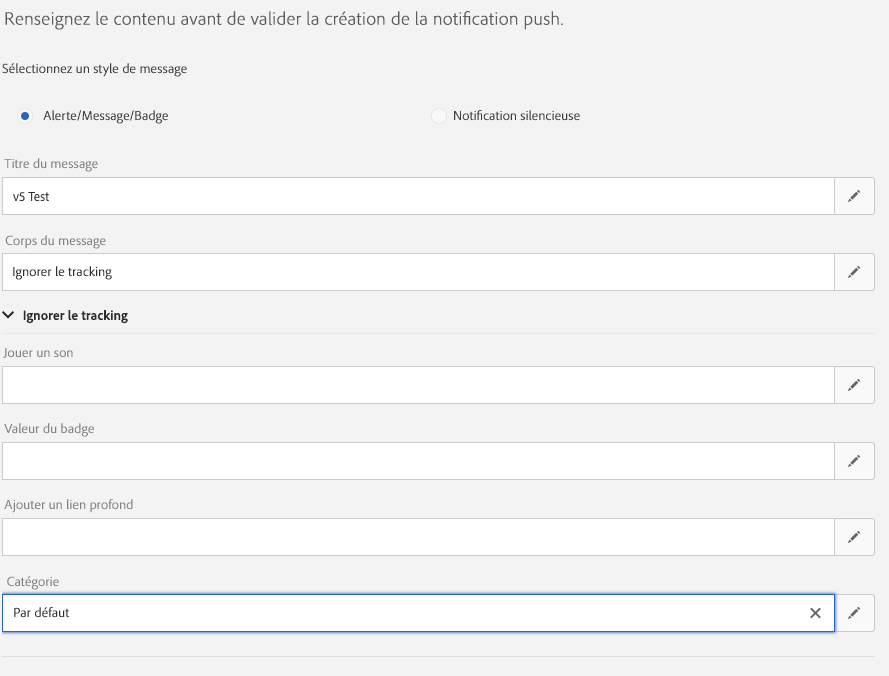 Renseignez le contenu avant de valider la création de la notification push.
Sélectionnez un style de message
Alerte/Message/Badge
Notification silencieuse
Titre du message
v5 Test
Corps du message
Ignorer le tracking
Ignorer le tracking
Jouer un son
Valeur du badge
Ajouter un lien profond
Catégorie
Par défaut